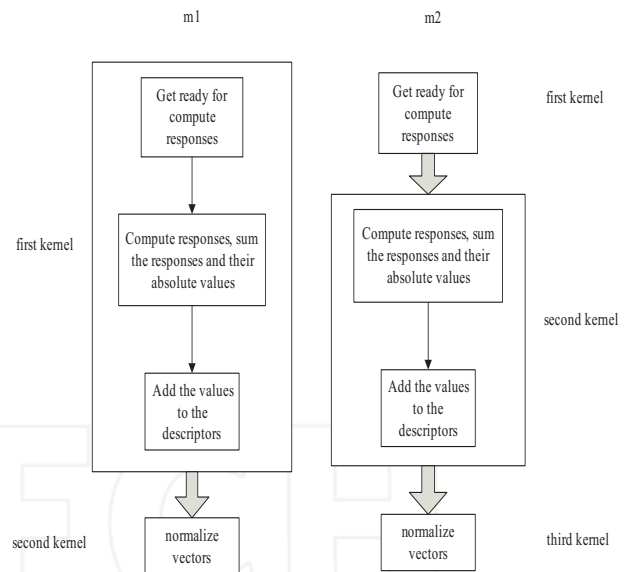 m1
m2
Get ready for
compute
responses
Get ready for
compute
responses
first kernel
first kernel
Compute responses, sum
the responses and their
absolute values
Compute responses, sum
the responses and their
absolute values
second kernel
Add the values
to the
descriptors
Add the values
to the
descriptors
second kernel
normalize
vectors
normalize
vectors
third kernel